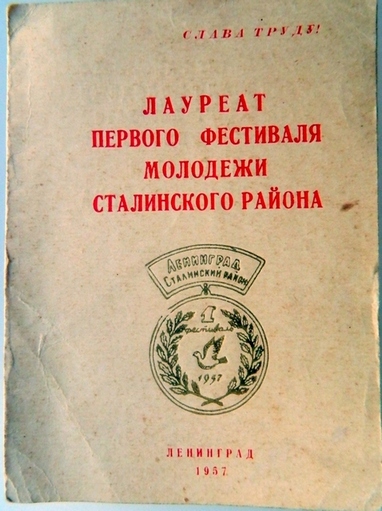 СЛАВА ТРУДУ!
ЛАУРЕАТ
ПЕРВОГО ФЕСТИВАЛЯ
МОЛОДЕЖИ
СТАЛИНСКОГО РАЙОНА
ЛЕНИНГРАД
СТАЛИНСКИЙ РАЙОН
1
фестиваль
1957
ЛЕНИНГРАД
1957